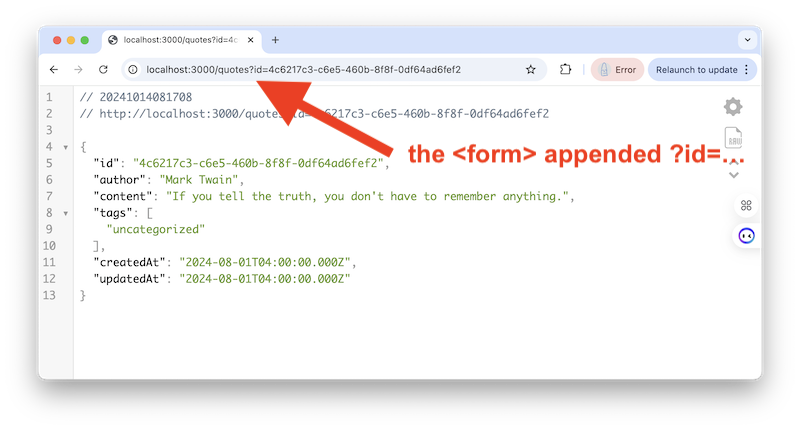 localhost:3000/quotes?id=4c
localhost:3000/quotes?id=4c6217c3-c6e5-460b-8f8f-0df64ad6fef2
Error
Relaunch to update
1 // 20241014081708
2 // http://localhost:3000/quotes?id=4c6217c3-c6e5-460b-8f8f-0df64ad6fef2
3
4 {
5 "id": "4c6217c3-c6e5-460b-8f8f-0df64ad6fef2",
6 "author": "Mark Twain",
7 "content": "If you tell the truth, you don't have to remember anything.",
8 "tags": [
9 "uncategorized"
10 ],
11 "createdAt": "2024-08-01T04:00:00.000Z",
12 "updatedAt": "2024-08-01T04:00:00.000Z"
13 }
the <form> appended ?id=...
RAW